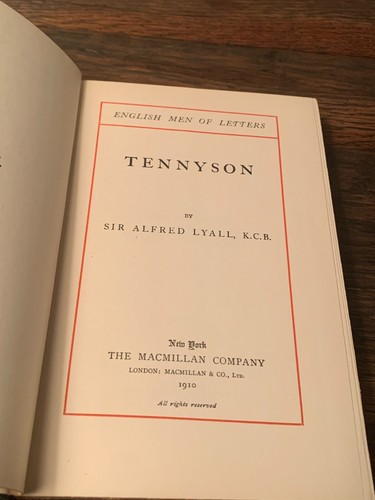 ENGLISH MEN OF LETTERS
TENNYSON
BY
SIR ALFRED LYALL, K.C.B.
New York
THE MACMILLAN COMPANY
LONDON: MACMILLAN & CO., LTD.
1910
All rights reserved